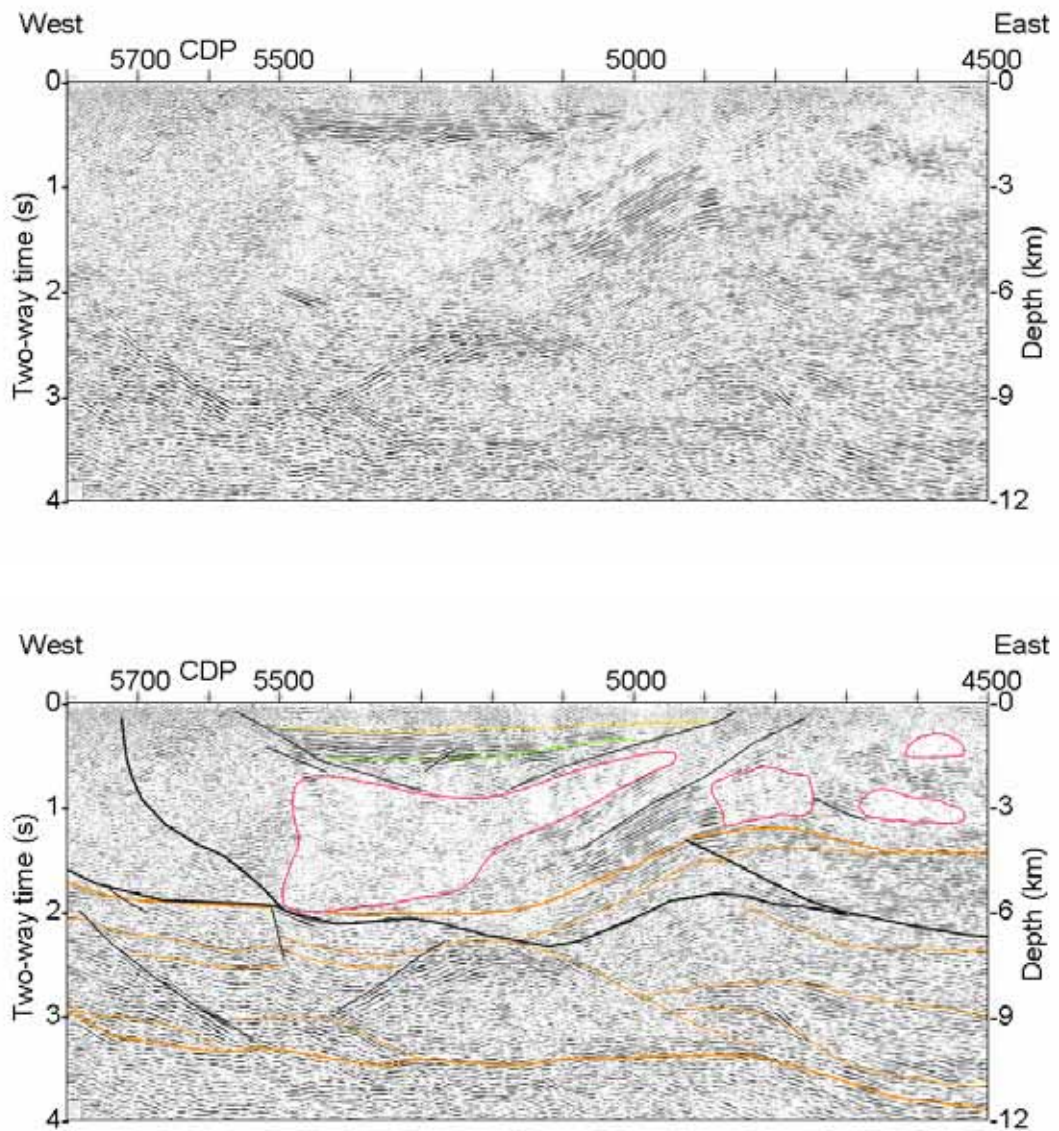 West East
5700 CDP 5500 5000 4500
0 -0
1 -3
2 -6
3 -9
4 -12
Two-way time (s)
Depth (km)
West East
5700 CDP 5500 5000 4500
0 -0
1 -3
2 -6
3 -9
4 -12
Two-way time (s)
Depth (km)